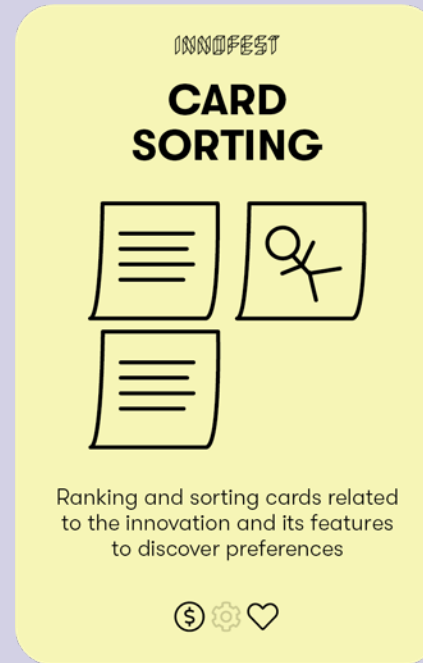 INNOFEST
CARD
SORTING
Ranking and sorting cards related
to the innovation and its features
to discover preferences
$